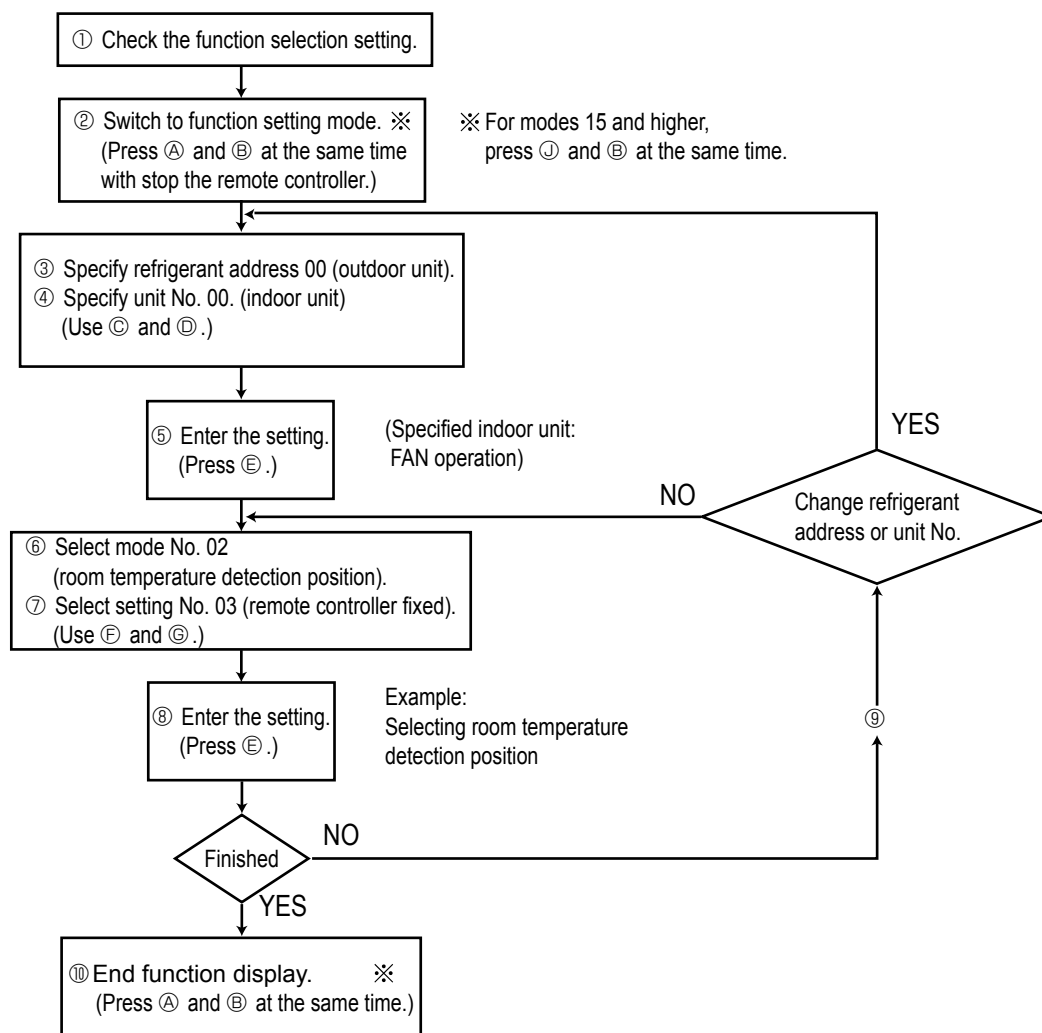 ① Check the function selection setting.
② Switch to function setting mode. ※
(Press Ⓐ and Ⓑ at the same time
with stop the remote controller.)
※ For modes 15 and higher,
press Ⓙ and Ⓑ at the same time.
③ Specify refrigerant address 00 (outdoor unit).
④ Specify unit No. 00. (indoor unit)
(Use Ⓒ and Ⓓ.)
⑤ Enter the setting.
(Press Ⓔ.)
(Specified indoor unit:
FAN operation)
YES
NO
Change refrigerant
address or unit No.
⑥ Select mode No. 02
(room temperature detection position).
⑦ Select setting No. 03 (remote controller fixed).
(Use Ⓕ and Ⓖ.)
⑧ Enter the setting.
(Press Ⓔ.)
Example:
Selecting room temperature
detection position
⑨
Finished
NO
YES
⑩ End function display. ※
(Press Ⓐ and Ⓑ at the same time.)